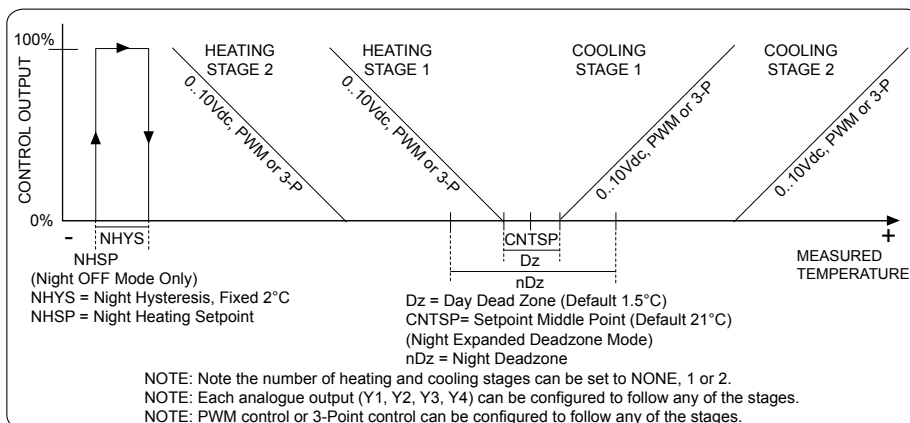 100%
HEATING
STAGE 2
HEATING
STAGE 1
COOLING
STAGE 1
COOLING
STAGE 2
CONTROL OUTPUT
0..10Vdc, PWM or 3-P
0..10Vdc, PWM or 3-P
0..10Vdc, PWM or 3-P
0..10Vdc, PWM or 3-P
0%
-
NHYS
CNTSP
+
NHSP
Dz
MEASURED
TEMPERATURE
(Night OFF Mode Only)
nDz
NHYS = Night Hysteresis, Fixed 2°C
NHSP = Night Heating Setpoint
Dz = Day Dead Zone (Default 1.5°C)
CNTSP= Setpoint Middle Point (Default 21°C)
(Night Expanded Deadzone Mode)
nDz = Night Deadzone
NOTE: Note the number of heating and cooling stages can be set to NONE, 1 or 2.
NOTE: Each analogue output (Y1, Y2, Y3, Y4) can be configured to follow any of the stages.
NOTE: PWM control or 3-Point control can be configured to follow any of the stages.